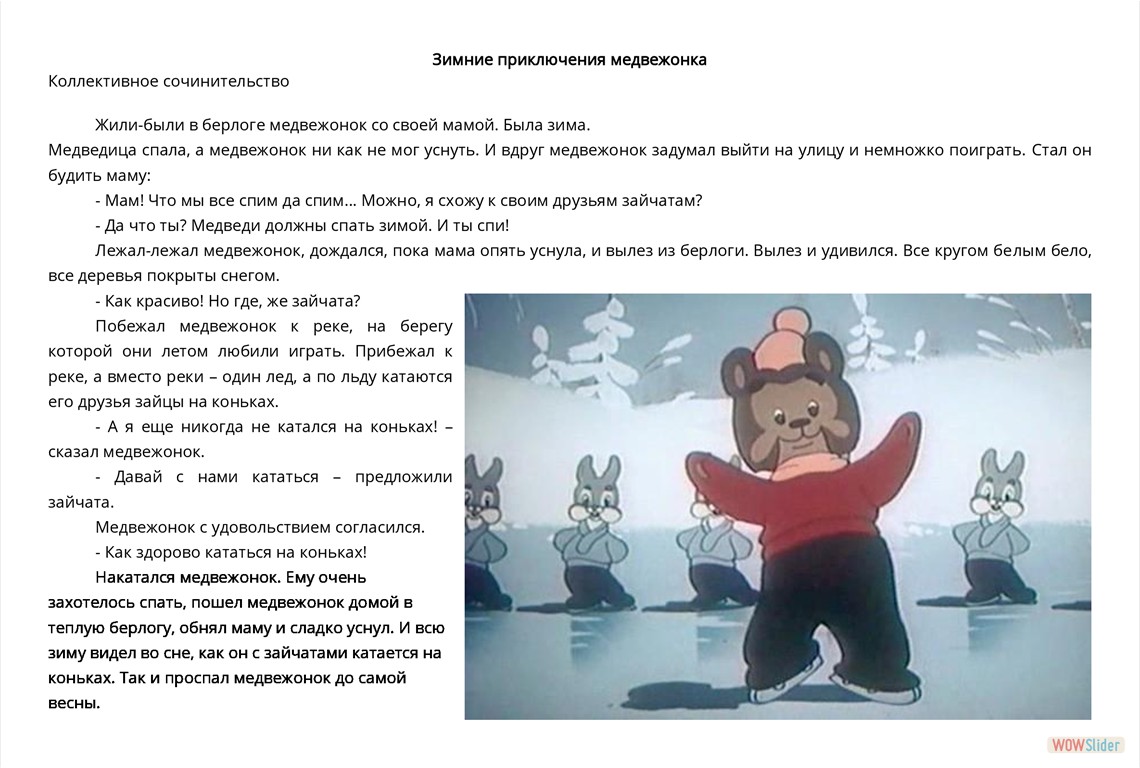 Зимние приключения медвежонка
Коллективное сочинительство
Жили-были в берлоге медвежонок со своей мамой. Была зима.
Медведица спала, а медвежонок ни как не мог уснуть. И вдруг медвежонок задумал выйти на улицу и немножко поиграть. Стал он
будить маму:
- Мам! Что мы все спим да спим... Можно, я схожу к своим друзьям зайчатам?
- Да что ты? Медведи должны спать зимой. И ты спи!
Лежал-лежал медвежонок, дождался, пока мама опять уснула, и вылез из берлоги. Вылез и удивился. Все кругом белым бело,
все деревья покрыты снегом.
- Как красиво! Но где, же зайчата?
Побежал медвежонок к реке, на берегу
которой они летом любили играть. Прибежал к
реке, а вместо реки – один лед, а по льду катаются
его друзья зайцы на коньках.
- А я еще никогда не катался на коньках! –
сказал медвежонок.
- Давай с нами кататься – предложили
зайчата.
Медвежонок с удовольствием согласился.
- Как здорово кататься на коньках!
Накатался медвежонок. Ему очень
захотелось спать, пошел медвежонок домой в
теплую берлогу, обнял маму и сладко уснул. И всю
зиму видел во сне, как он с зайчатами катается на
коньках. Так и проспал медвежонок до самой
весны.
WOWSlider